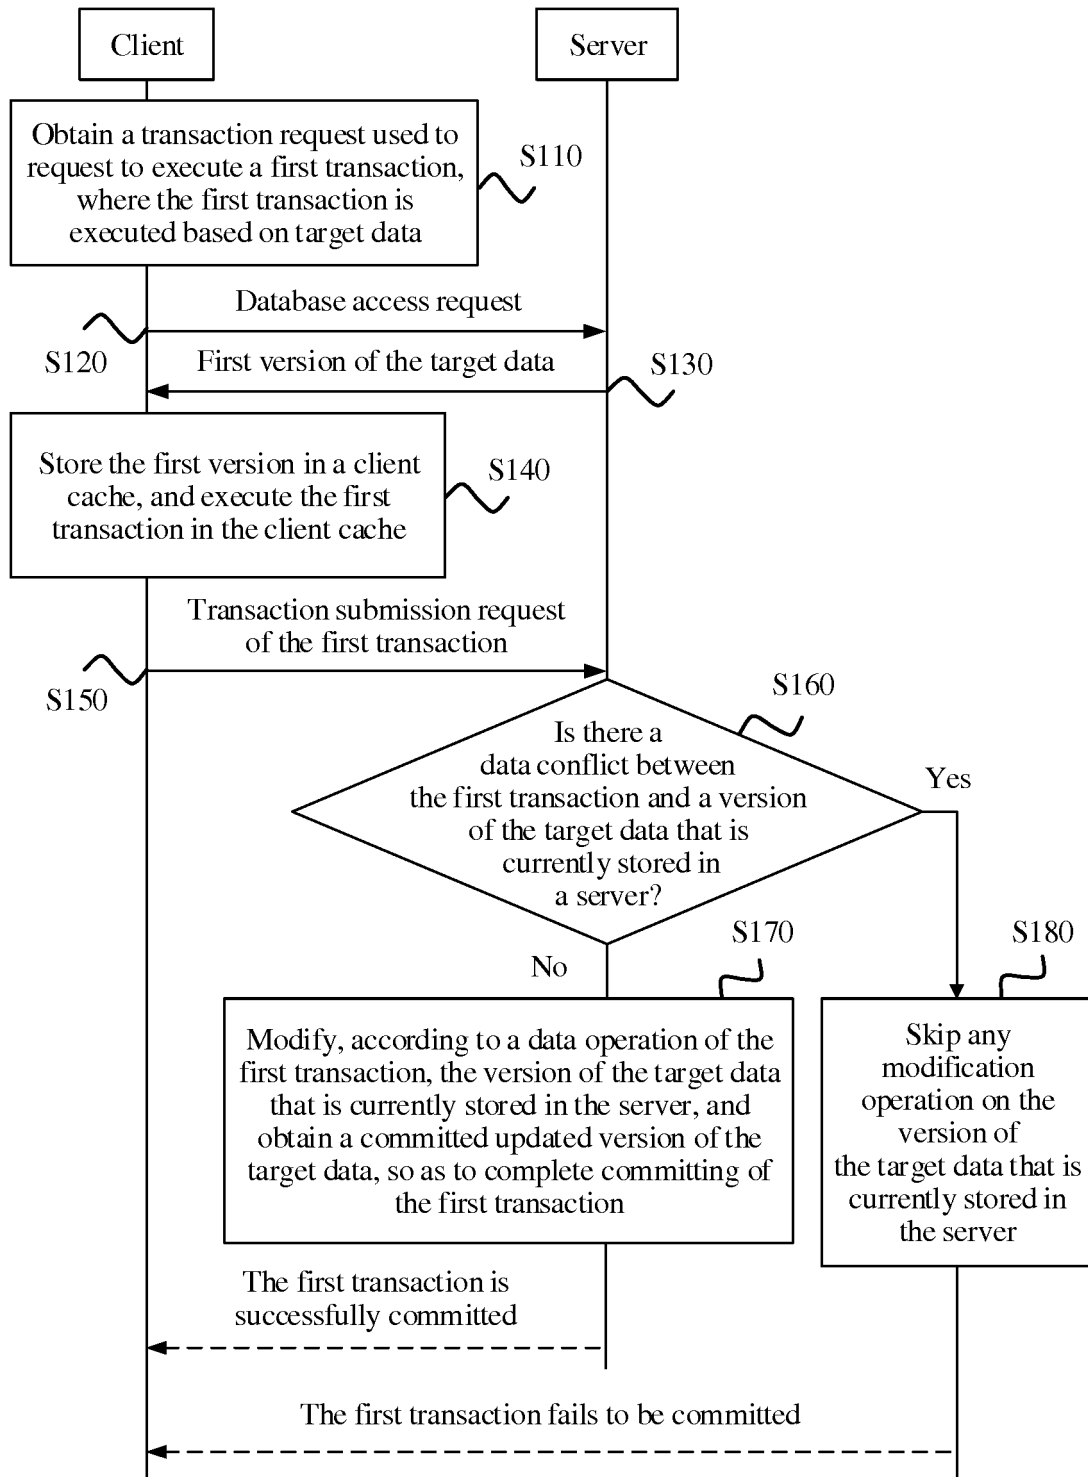 Client
Server
Obtain a transaction request used to
request to execute a first transaction,
where the first transaction is
executed based on target data
S110
Database access request
S120
First version of the target data
S130
Store the first version in a client
cache, and execute the first
transaction in the client cache
S140
Transaction submission request
of the first transaction
S150
S160
Is there a
data conflict between
the first transaction and a version
of the target data that is
currently stored in
a server?
Yes
No
S170
S180
Modify, according to a data operation of the
first transaction, the version of the target data
that is currently stored in the server, and
obtain a committed updated version of the
target data, so as to complete committing of
the first transaction
Skip any
modification
operation on the
version of
the target data that is
currently stored in
the server
The first transaction is
successfully committed
The first transaction fails to be committed